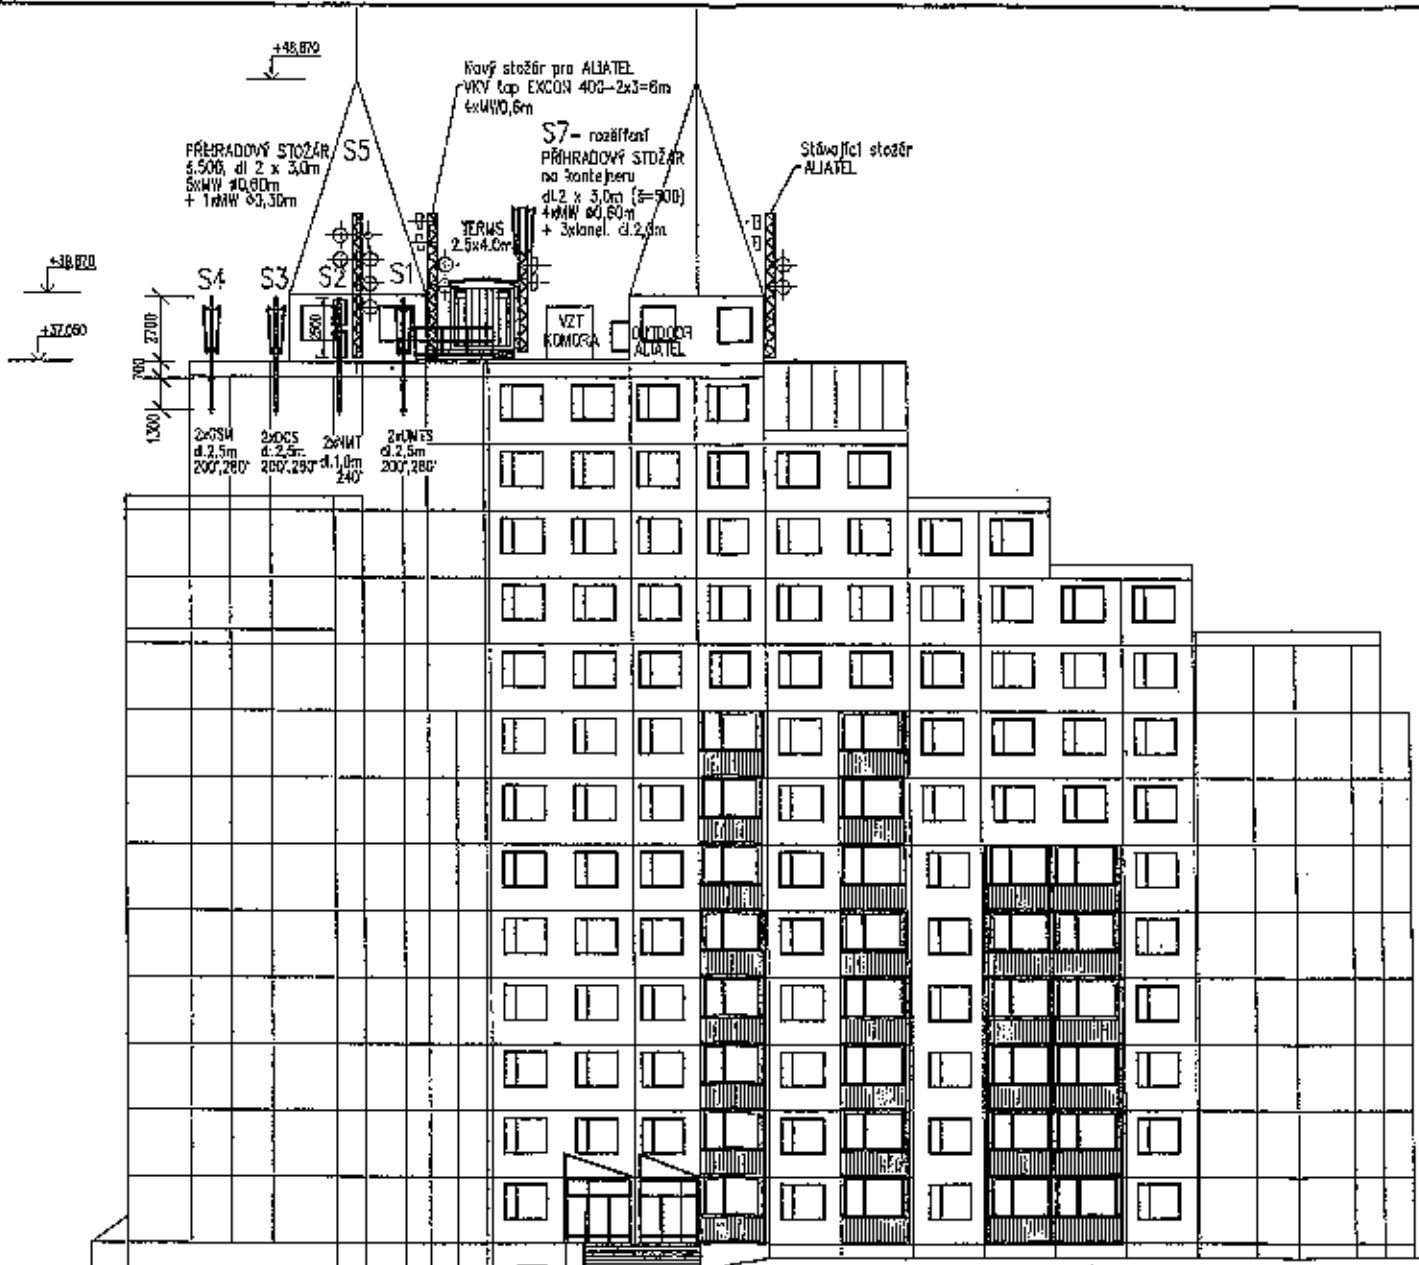 +48,870
Nový stožár pro ALIATEL
VKV typ EXCON 400-2x3=6m
4xMW0,6m
PŘÍHRADOVÝ STOŽÁR
š.500, dl 2 x 3,0m
5xMW ø0,60m
+ 1xMW ø0,30m
S5
S7- rozšíření
PŘÍHRADOVÝ STOŽÁR
na kontejneru
dl.2 x 3,0m (š=500)
4xMW ø0,60m
+ 3xpanel. dl.2,0m
Stávající stožár
ALIATEL
2,5x4,0m
+39,870
S4
S3
S2
S1
+37,050
2700
700
1300
2500
VZT
KOMORA
OUTDOOR
ALIATEL
2xGSM
dl.2,5m
200°,280°
2xDCS
dl.2,5m
200°,280°
2xNMT
dl.1,0m
240°
2xUMTS
dl.2,5m
200°,280°